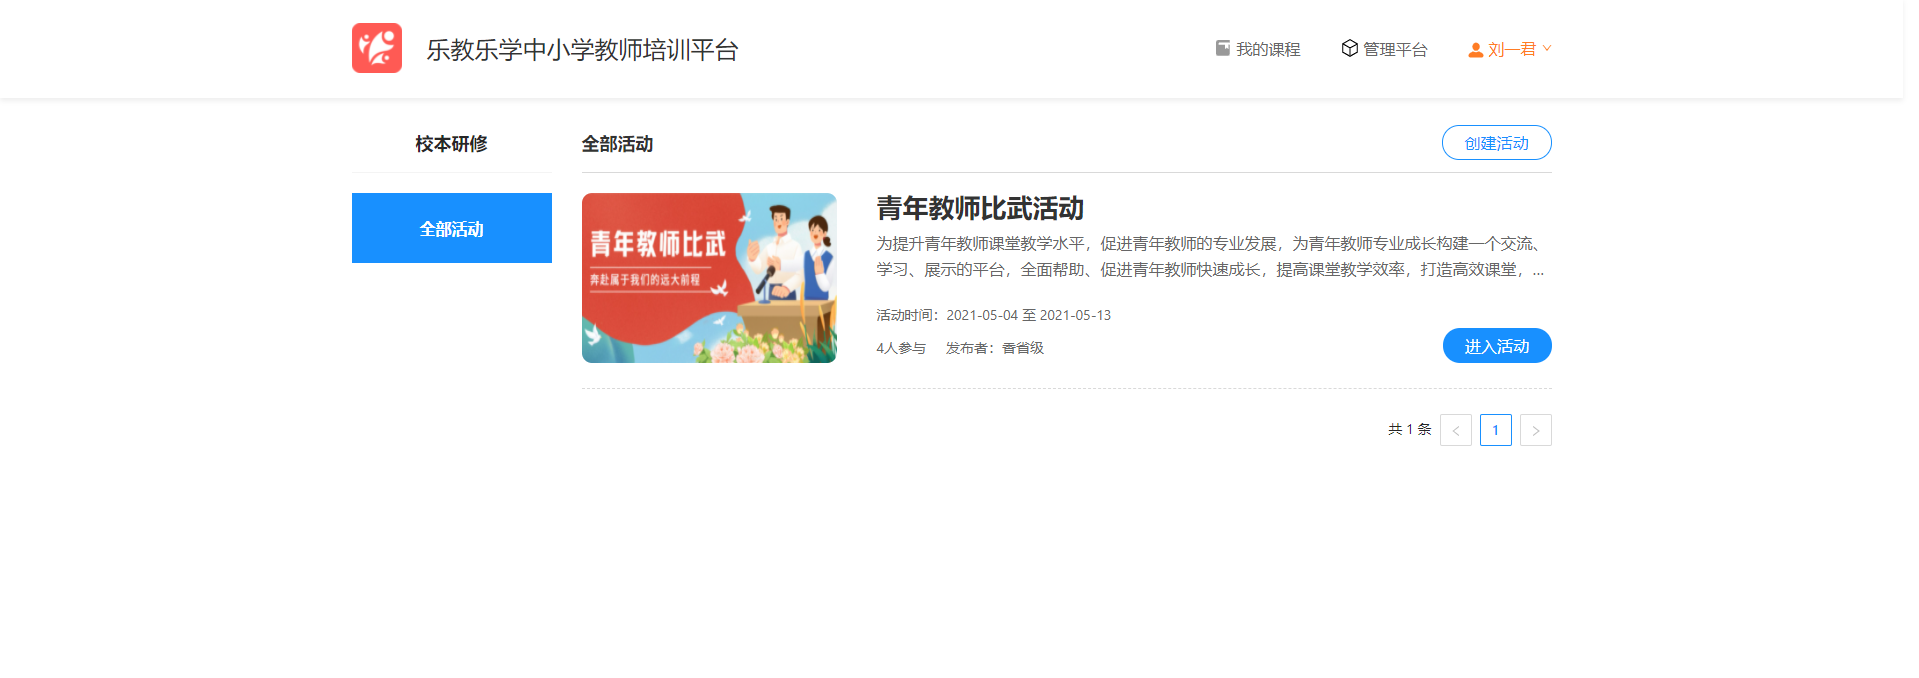 乐教乐学中小学教师培训平台
我的课程
管理平台
刘一君
校本研修
全部活动
创建活动
全部活动
青年教师比武
奔赴属于我们的远大前程
青年教师比武活动
为提升青年教师课堂教学水平，促进青年教师的专业发展，为青年教师专业成长构建一个交流、
学习、展示的平台，全面帮助、促进青年教师快速成长，提高课堂教学效率，打造高效课堂，...
活动时间：2021-05-04 至 2021-05-13
4人参与 发布者：香省级
进入活动
共 1 条 < 1 >